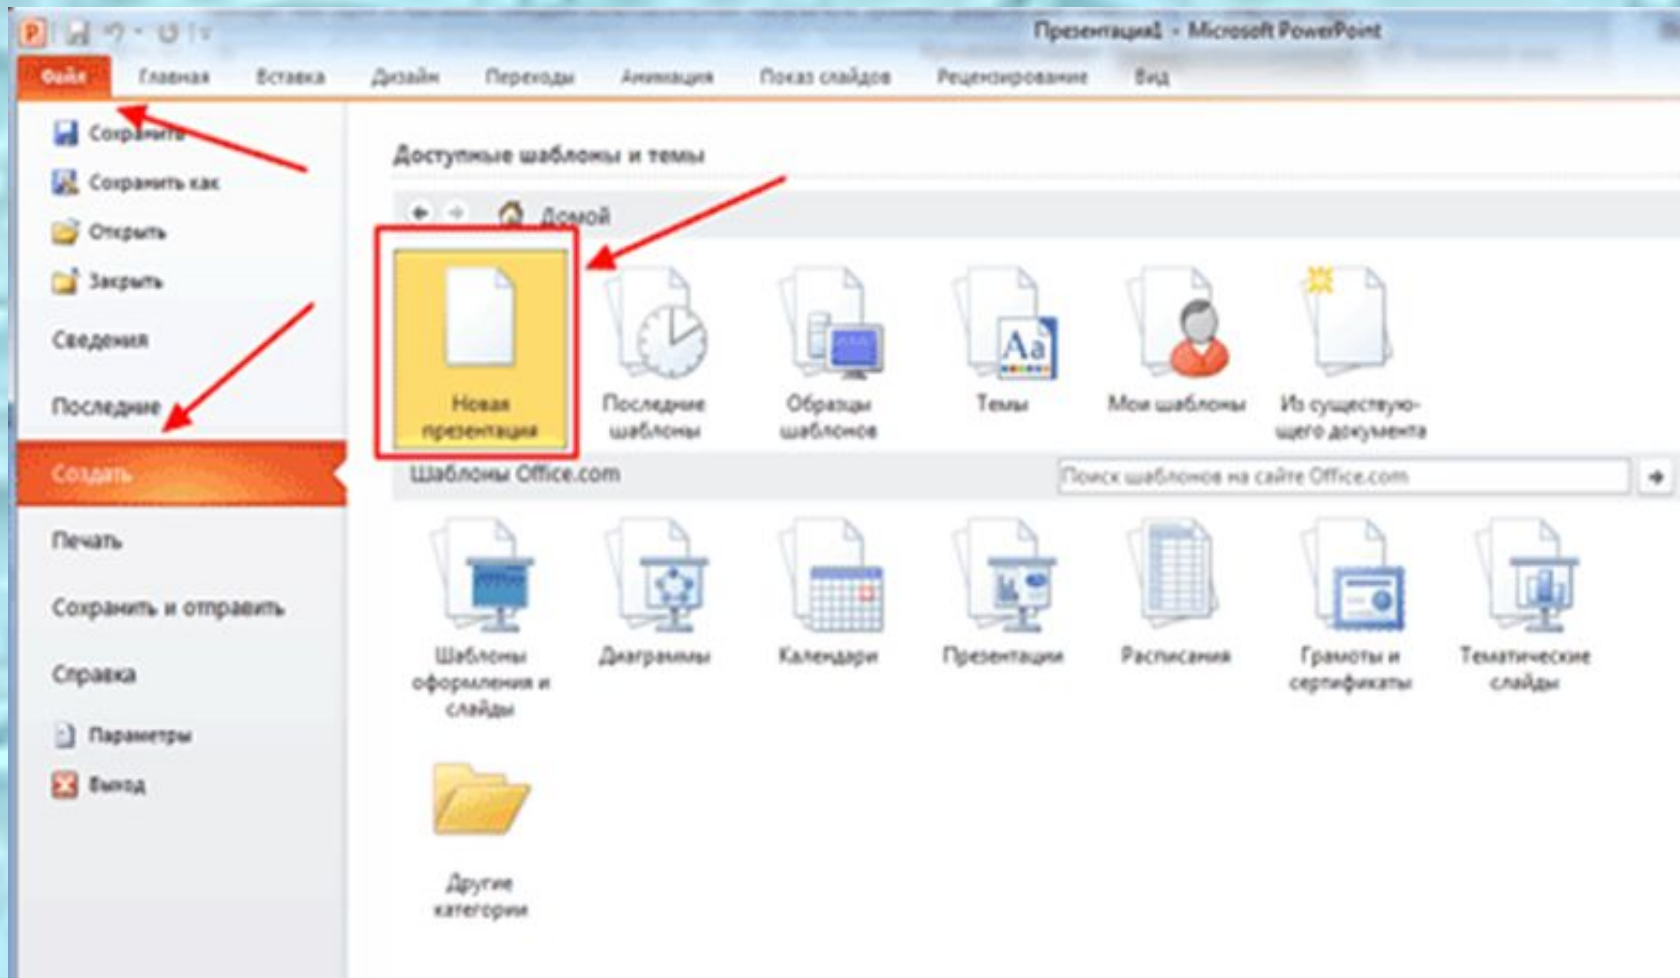 Презентация1 - Microsoft PowerPoint
Файл Главная Вставка Дизайн Переходы Анимация Показ слайдов Рецензирование Вид
Сохранить
Сохранить как
Открыть
Закрыть
Сведения
Последние
Создать
Печать
Сохранить и отправить
Справка
Параметры
Выход
Доступные шаблоны и темы
Домой
Новая
презентация
Последние
шаблоны
Образцы
шаблонов
Темы
Мои шаблоны
Из существую-
щего документа
Шаблоны Office.com
Поиск шаблонов на сайте Office.com
Шаблоны
оформления и
слайды
Диаграммы
Календари
Презентации
Расписания
Грамоты и
сертификаты
Тематические
слайды
Другие
категории